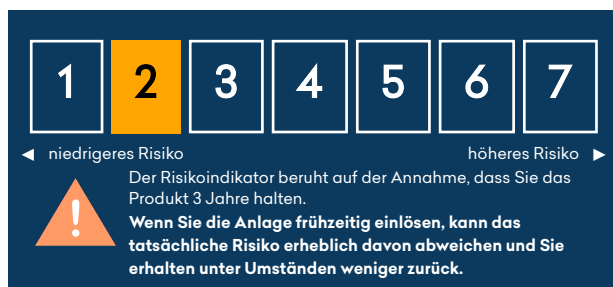 1 2 3 4 5 6 7
◄ niedrigeres Risiko höheres Risiko ►
Der Risikoindikator beruht auf der Annahme, dass Sie das
Produkt 3 Jahre halten.
!
Wenn Sie die Anlage frühzeitig einlösen, kann das
tatsächliche Risiko erheblich davon abweichen und Sie
erhalten unter Umständen weniger zurück.